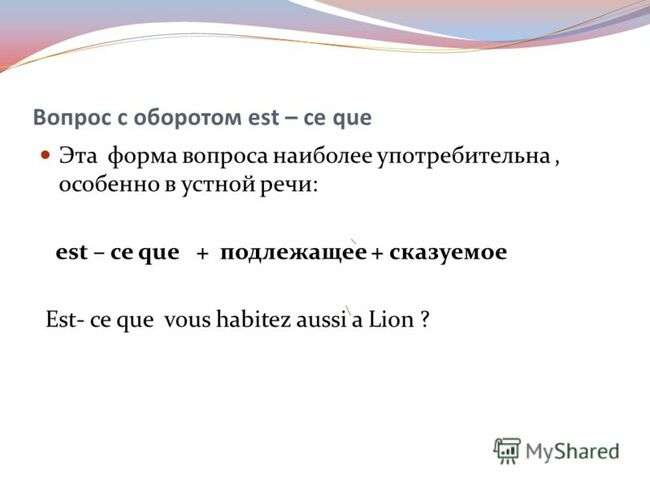 Вопрос с оборотом est – ce que
Эта форма вопроса наиболее употребительна ,
особенно в устной речи:
est – ce que + подлежащее + сказуемое
Est- ce que vous habitez aussi a Lion ?
MyShared